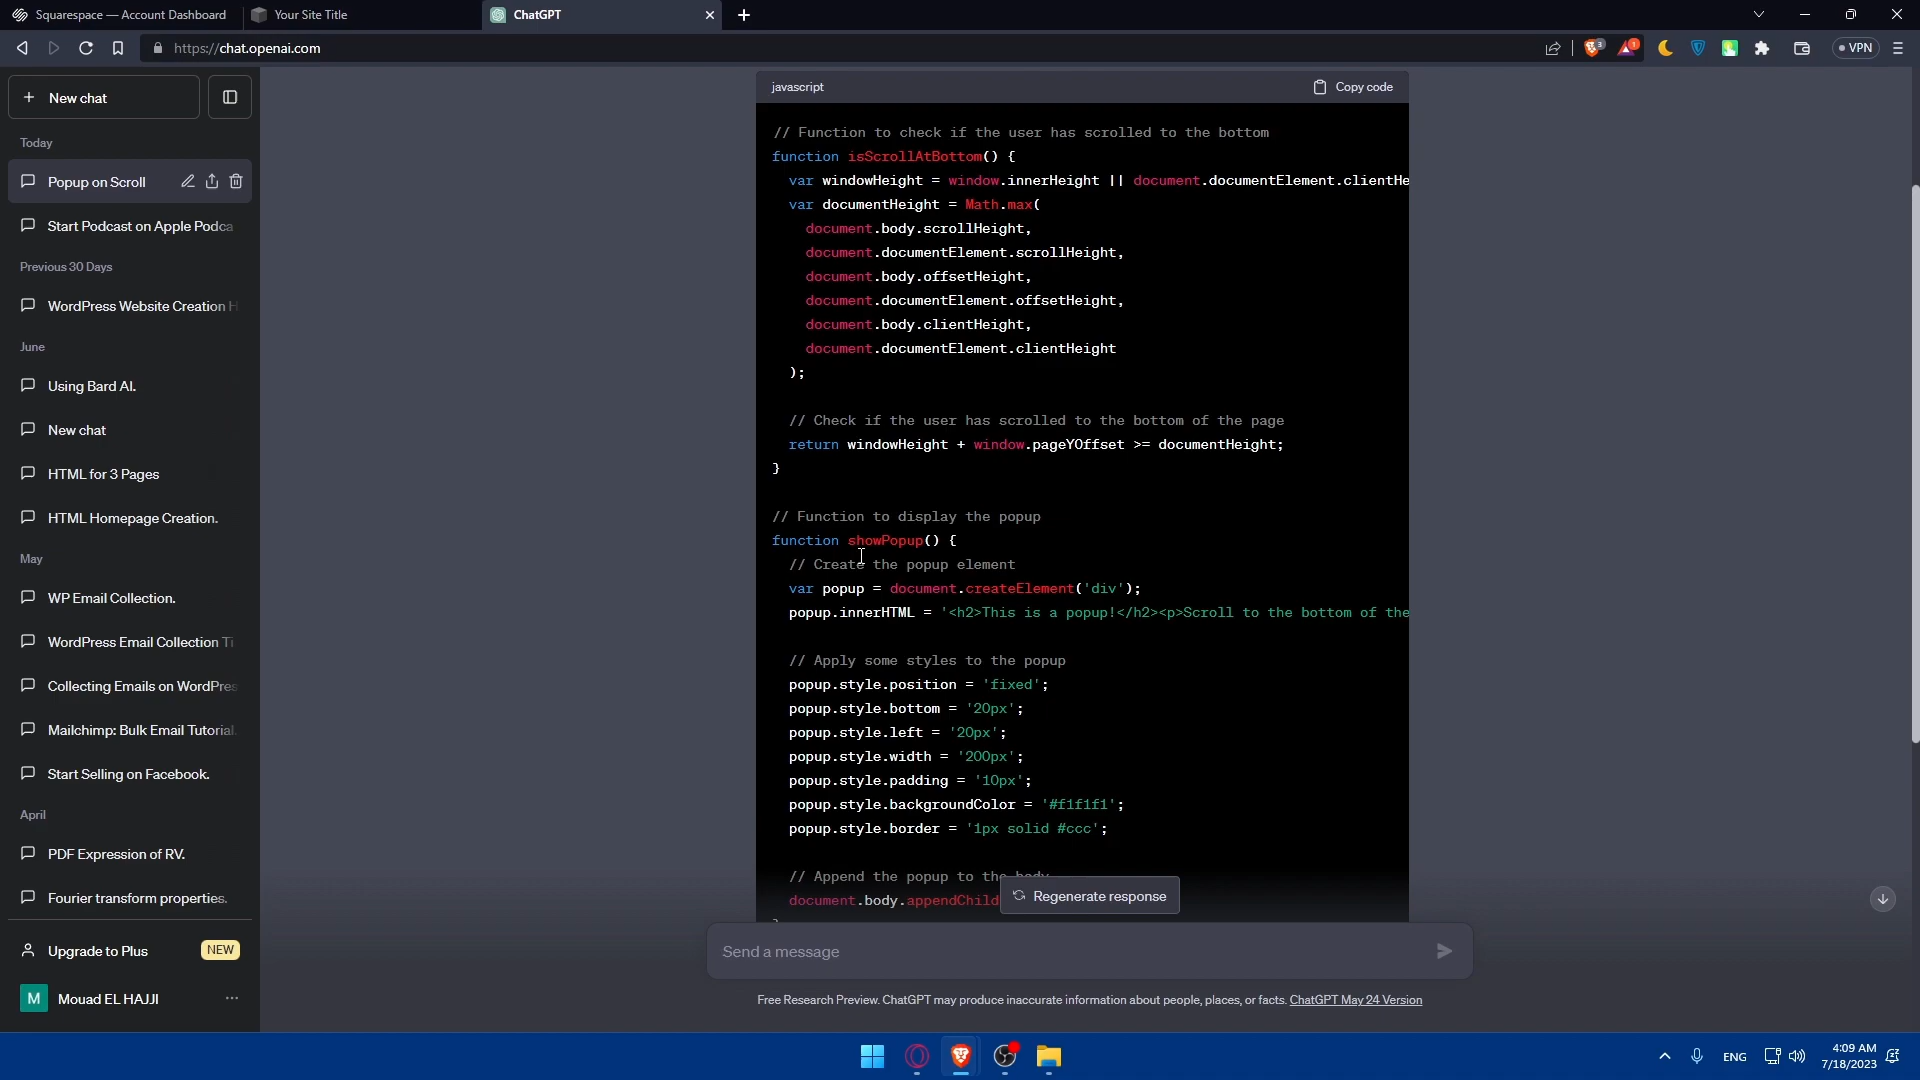 Squarespace — Account Dashboard
Your Site Title
ChatGPT
https://chat.openai.com
3
1
VPN
New chat
Today
Popup on Scroll
Start Podcast on Apple Podca
Previous 30 Days
WordPress Website Creation H
June
Using Bard AI.
New chat
HTML for 3 Pages
HTML Homepage Creation.
May
WP Email Collection.
WordPress Email Collection Ti
Collecting Emails on WordPres
Mailchimp: Bulk Email Tutorial.
Start Selling on Facebook.
April
PDF Expression of RV.
Fourier transform properties.
Upgrade to Plus
NEW
M
Mouad EL HAJJI
javascript
Copy code
// Function to check if the user has scrolled to the bottom
function isScrollAtBottom() {
var windowHeight = window.innerHeight || document.documentElement.clientHe
var documentHeight = Math.max(
document.body.scrollHeight,
document.documentElement.scrollHeight,
document.body.offsetHeight,
document.documentElement.offsetHeight,
document.body.clientHeight,
document.documentElement.clientHeight
);
// Check if the user has scrolled to the bottom of the page
return windowHeight + window.pageYOffset >= documentHeight;
}
// Function to display the popup
function showPopup() {
// Create the popup element
var popup = document.createElement('div');
popup.innerHTML = '<h2>This is a popup!</h2><p>Scroll to the bottom of the
// Apply some styles to the popup
popup.style.position = 'fixed';
popup.style.bottom = '20px';
popup.style.left = '20px';
popup.style.width = '200px';
popup.style.padding = '10px';
popup.style.backgroundColor = '#f1f1f1';
popup.style.border = '1px solid #ccc';
// Append the popup to the body
document.body.appendChild
Regenerate response
Send a message
Free Research Preview. ChatGPT may produce inaccurate information about people, places, or facts. ChatGPT May 24 Version
ENG
4:09 AM
7/18/2023